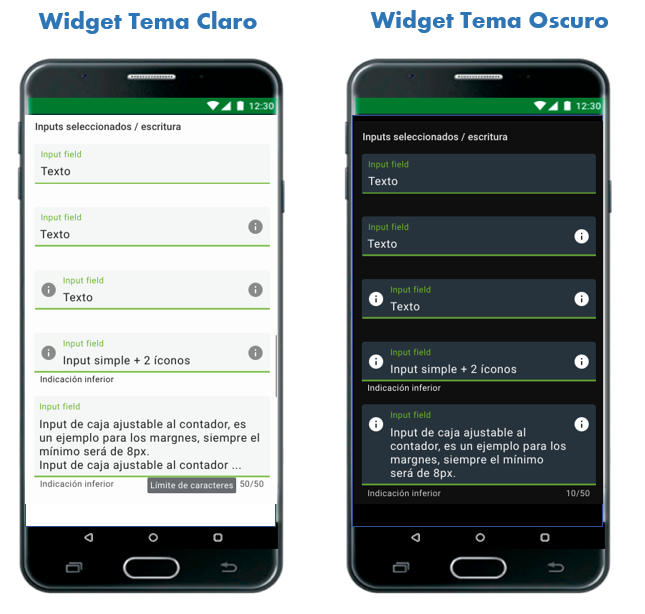 Widget Tema Claro
12:30
Inputs seleccionados / escritura
Input field
Texto
Input field
Texto
Input field
Texto
Input field
Input simple + 2 íconos
Indicación inferior
Input field
Input de caja ajustable al contador, es
un ejemplo para los margnes, siempre el
mínimo será de 8px.
Input de caja ajustable al contador ...
Indicación inferior Límite de caracteres 50/50
Widget Tema Oscuro
12:30
Inputs seleccionados / escritura
Input field
Texto
Input field
Texto
Input field
Texto
Input field
Input simple + 2 íconos
Indicación inferior
Input field
Input de caja ajustable al
contador, es un ejemplo para los
margnes, siempre el mínimo
será de 8px.
Indicación inferior 10/50